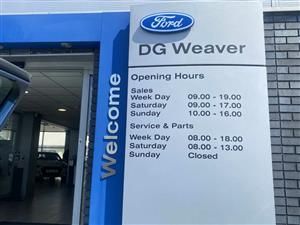 Ford
DG Weaver
Welcome
Opening Hours
Sales
Week Day 09.00 - 19.00
Saturday 09.00 - 17.00
Sunday 10.00 - 16.00
Service & Parts
Week Day 08.00 - 18.00
Saturday 08.00 - 13.00
Sunday Closed